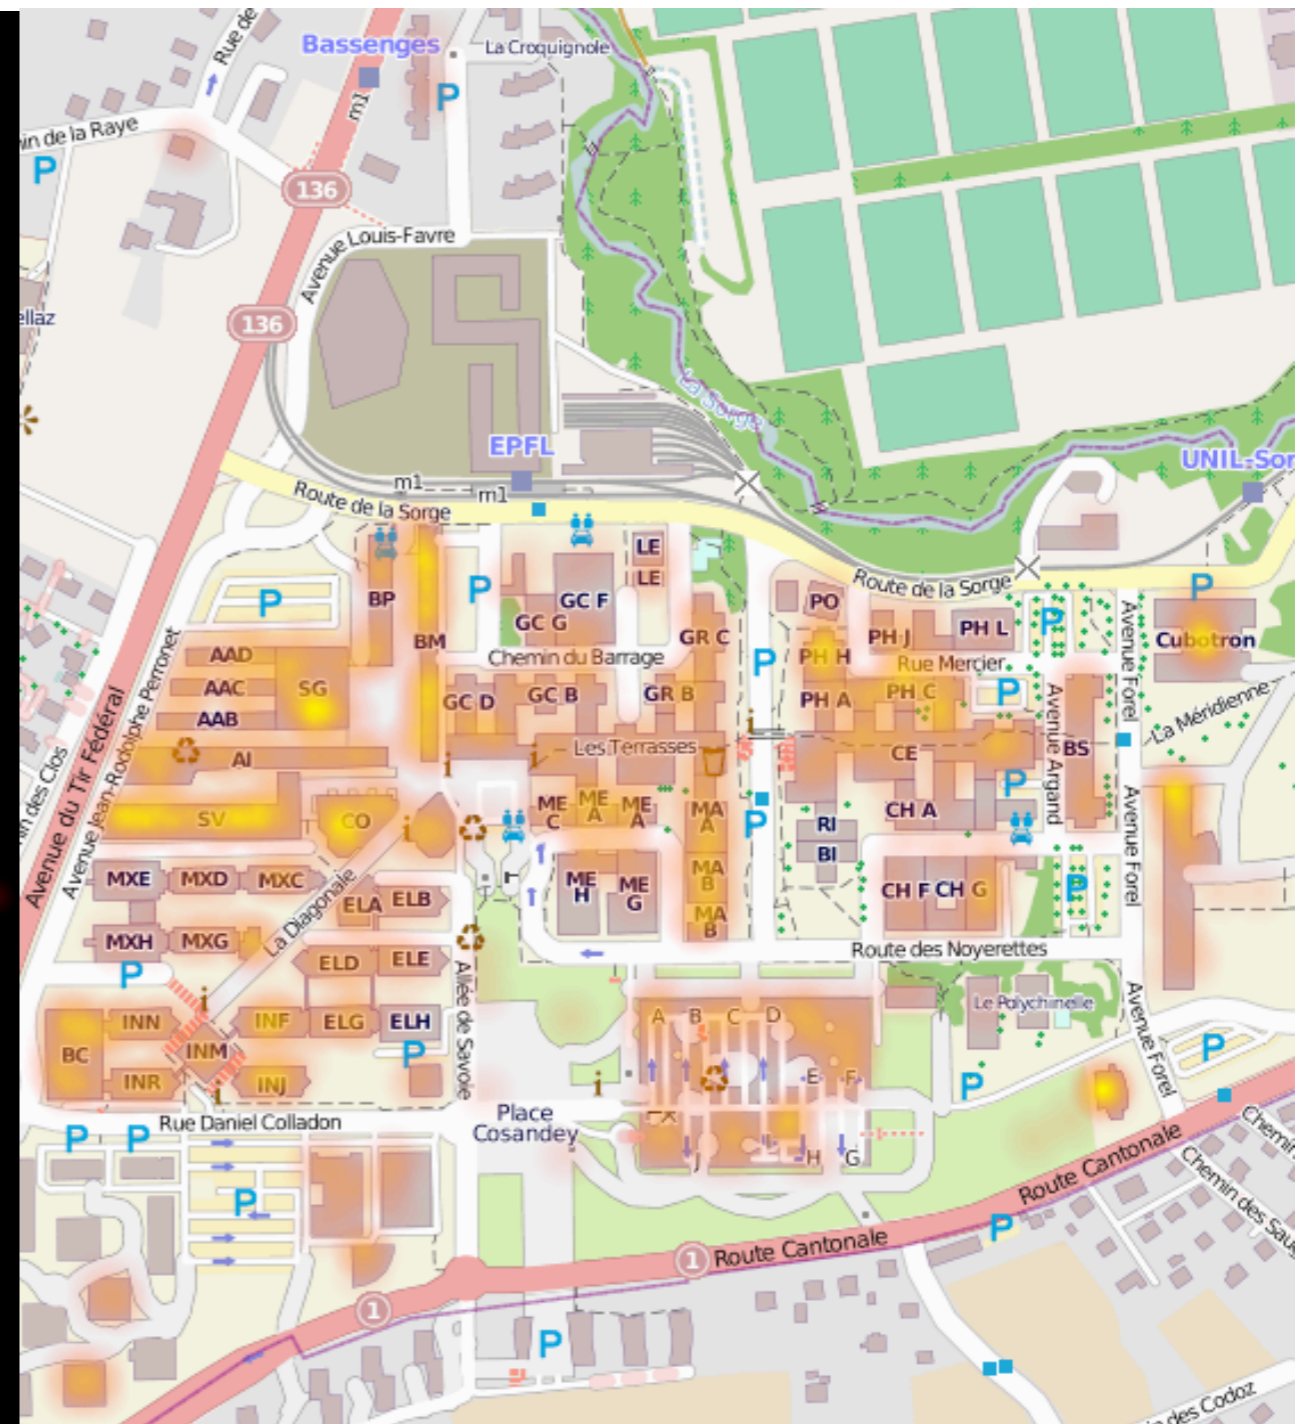 Rue de
Bassenges
La Croquignole
P
m1
in de la Raye
P
136
Avenue Louis-Favre
136
ellaz
La Sorge
EPFL
UNIL-Sor
m1
m1
Route de la Sorge
LE
Route de la Sorge
P
P
P
LE
BP
GC F
PO
P
GC G
PH J
PH L
Avenue Forel
Cubotron
BM
GR C
AAD
Chemin du Barrage
PH H
Rue Mercier
P
AAC
SG
GC D
GC B
GR B
PH A
PH C
P
AAB
La Méridienne
Les Terrasses
CE
BS
AI
i
i
i
Avenue Jean-Rodolphe Perronet
Avenue du Tir Fédéral
in des Clos
P
Avenue Argand
SV
CO
i
ME C
ME A
ME A
MA A
P
RI
CH A
Avenue Forel
BI
MXE
MXD
MXC
ME H
ME G
MA B
CH F
CH G
P
ELA
ELB
La Diagonale
MA B
MXH
MXG
ELD
ELE
Route des Noyerettes
P
i
Allée de Savoie
Le Polychinelle
Avenue Forel
INN
INF
ELG
ELH
A
B
C
D
BC
INM
P
P
INR
INJ
i
i
E
F
P
Rue Daniel Colladon
Place
Cosandey
P
P
J
H
G
Chemin
P
Route Cantonale
Chemin des Sau
P
1
Route Cantonale
1
P
in des Codoz